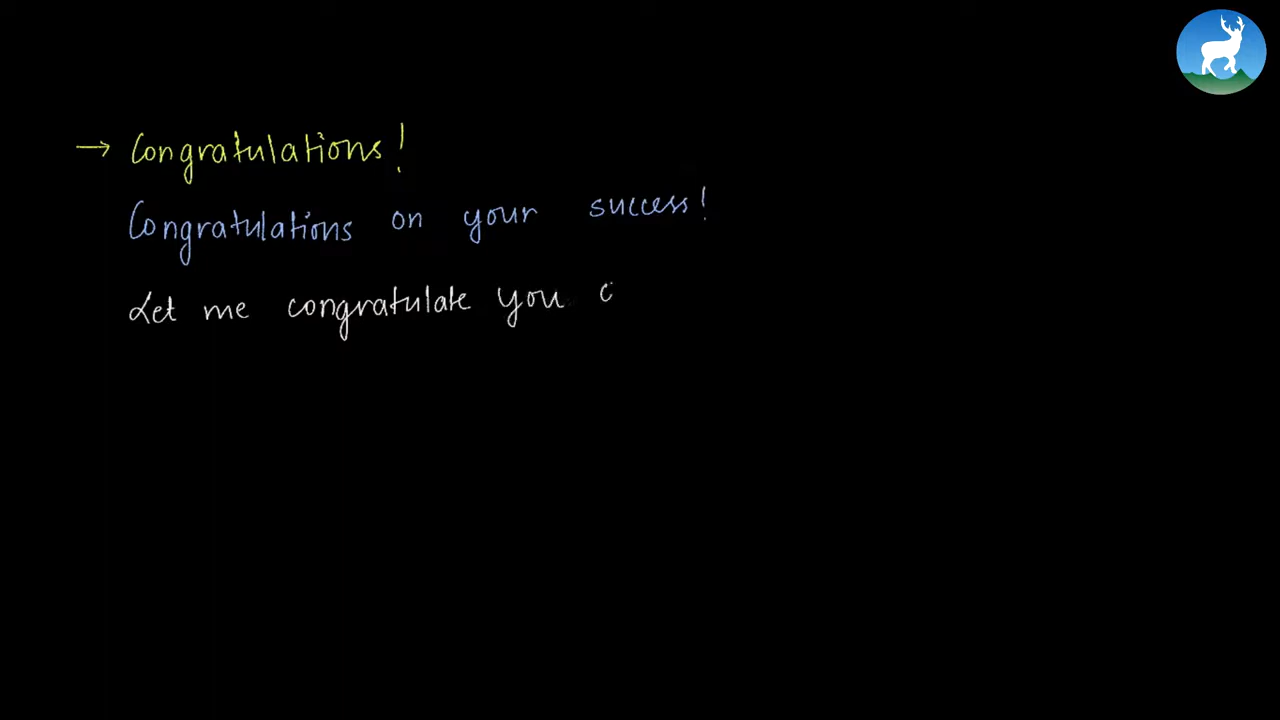 → Congratulations!
Congratulations on your success!
Let me congratulate you